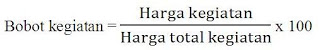 Bobot kegiatan = Harga kegiatan / Harga total kegiatan x 100